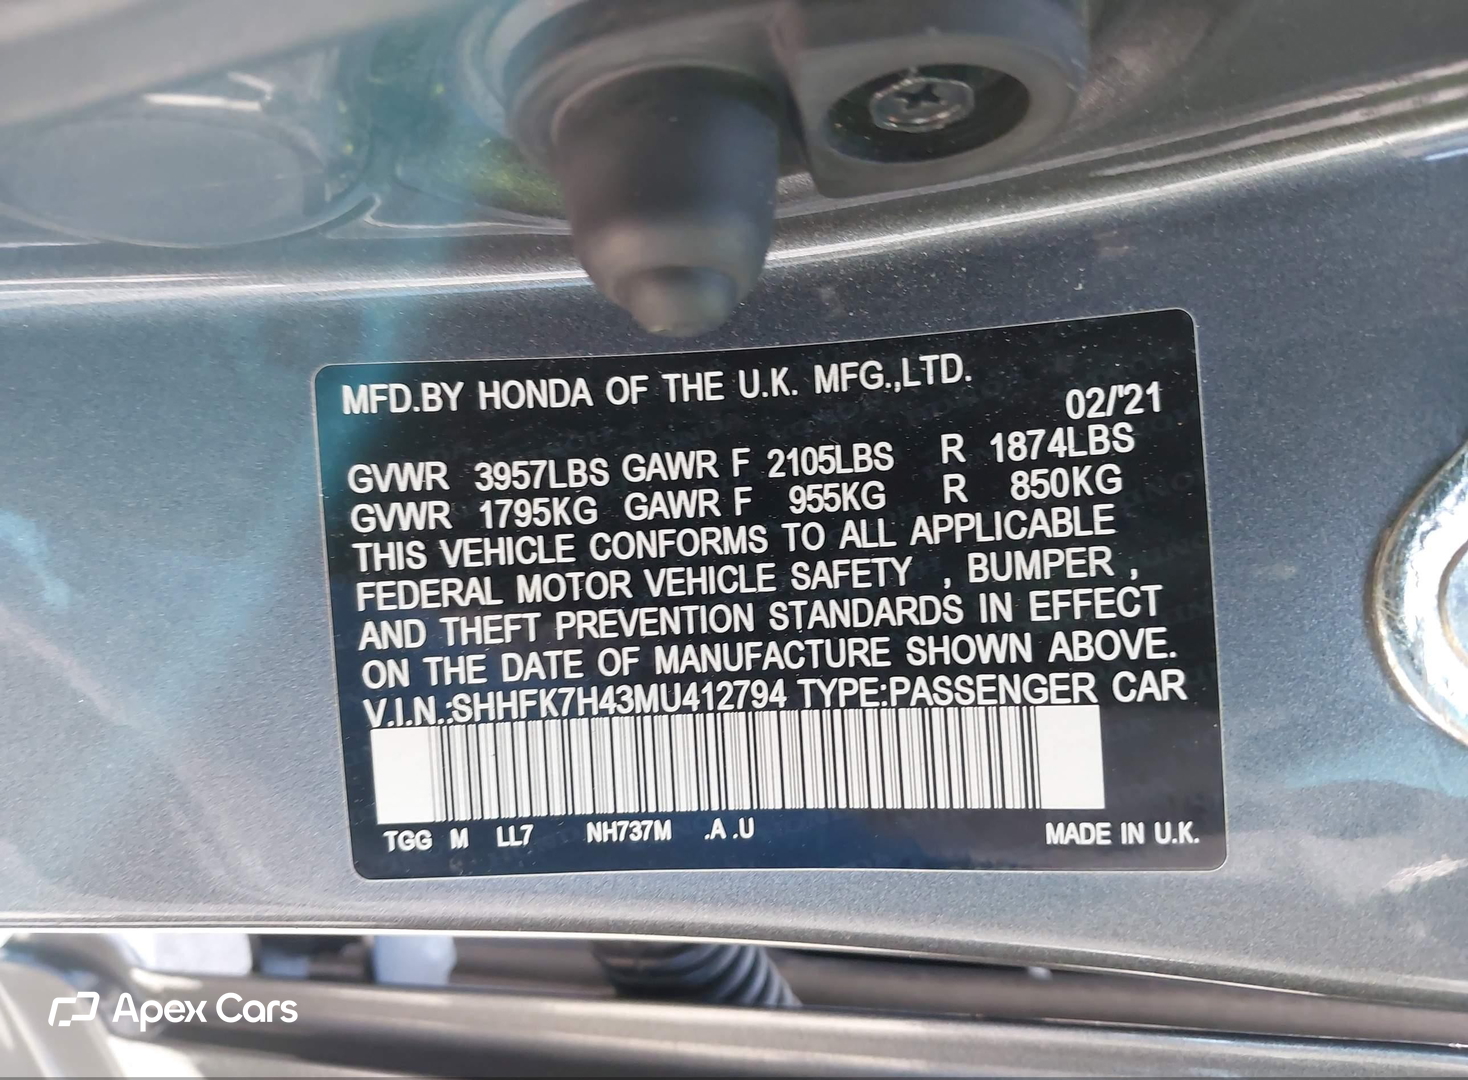 MFD.BY HONDA OF THE U.K. MFG.,LTD.
02/'21
GVWR 3957LBS GAWR F 2105LBS R 1874LBS
GVWR 1795KG GAWR F 955KG R 850KG
THIS VEHICLE CONFORMS TO ALL APPLICABLE
FEDERAL MOTOR VEHICLE SAFETY , BUMPER ,
AND THEFT PREVENTION STANDARDS IN EFFECT
ON THE DATE OF MANUFACTURE SHOWN ABOVE.
V.I.N.:SHHFK7H43MU412794 TYPE:PASSENGER CAR
TGG M LL7 NH737M .A .U MADE IN U.K.
Apex Cars